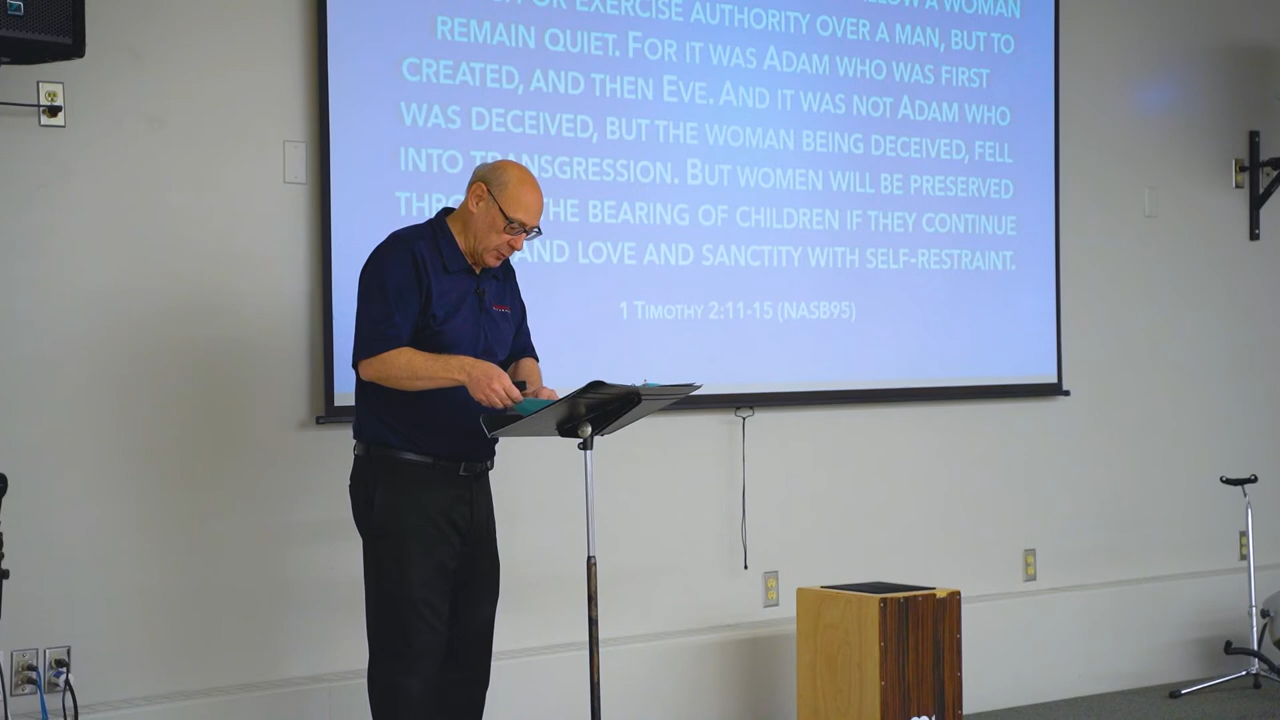 A WOMAN
OR EXERCISE AUTHORITY OVER A MAN, BUT TO
REMAIN QUIET. FOR IT WAS ADAM WHO WAS FIRST
CREATED, AND THEN EVE. AND IT WAS NOT ADAM WHO
WAS DECEIVED, BUT THE WOMAN BEING DECEIVED, FELL
INTO TRANSGRESSION. BUT WOMEN WILL BE PRESERVED
THE BEARING OF CHILDREN IF THEY CONTINUE
AND LOVE AND SANCTITY WITH SELF-RESTRAINT.
1 TIMOTHY 2:11-15 (NASB95)